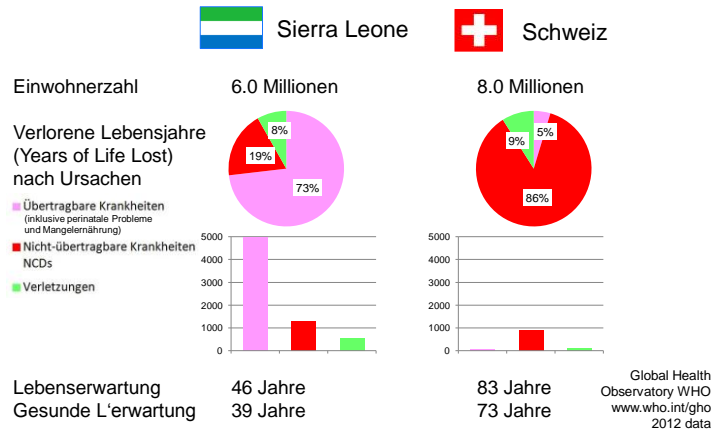 Sierra Leone
Schweiz
Einwohnerzahl
6.0 Millionen
8.0 Millionen
Verlorene Lebensjahre
(Years of Life Lost)
nach Ursachen
8%
19%
73%
5%
9%
86%
Übertragbare Krankheiten
(inklusive perinatale Probleme
und Mangelernährung)
Nicht-übertragbare Krankheiten
NCDs
Verletzungen
5000
4000
3000
2000
1000
0
5000
4000
3000
2000
1000
0
Lebenserwartung
46 Jahre
83 Jahre
Gesunde L'erwartung
39 Jahre
73 Jahre
Global Health
Observatory WHO
www.who.int/gho
2012 data